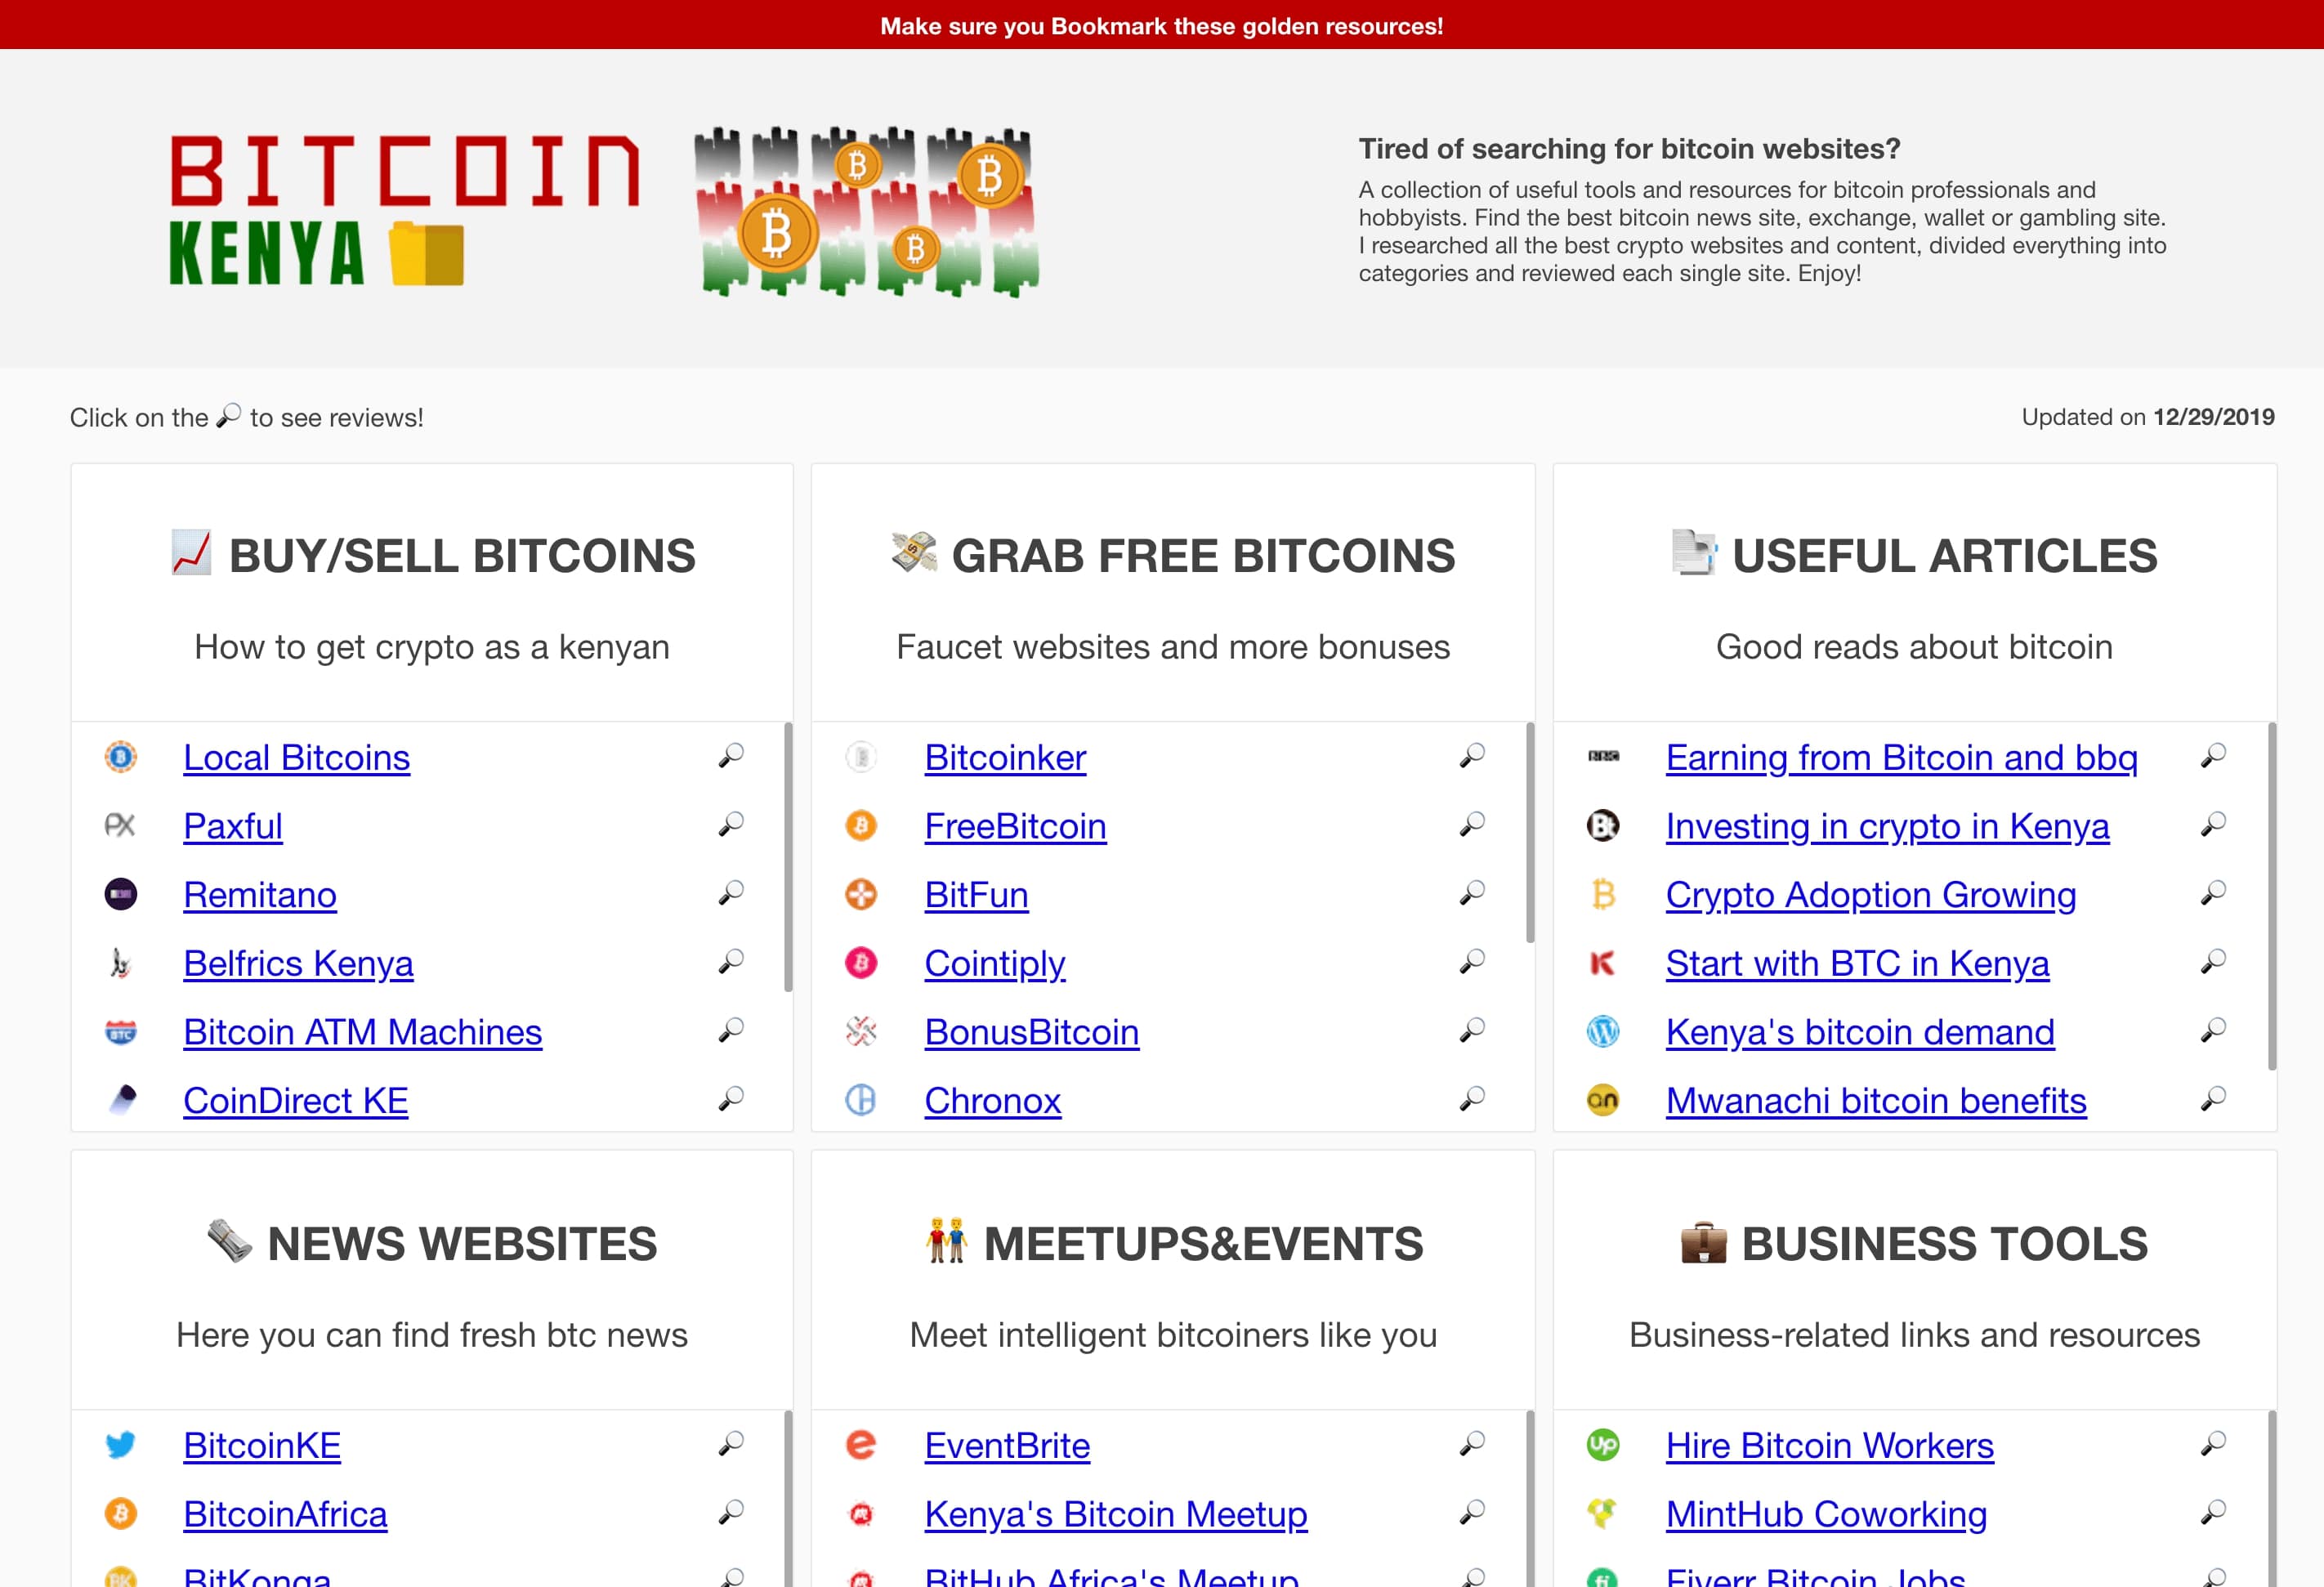 Make sure you Bookmark these golden resources!
BITCOIN
KENYA
Tired of searching for bitcoin websites?
A collection of useful tools and resources for bitcoin professionals and
hobbyists. Find the best bitcoin news site, exchange, wallet or gambling site.
I researched all the best crypto websites and content, divided everything into
categories and reviewed each single site. Enjoy!
Click on the 🔎 to see reviews!
Updated on 12/29/2019
BUY/SELL BITCOINS
How to get crypto as a kenyan
Local Bitcoins
Paxful
Remitano
Belfrics Kenya
Bitcoin ATM Machines
CoinDirect KE
GRAB FREE BITCOINS
Faucet websites and more bonuses
Bitcoinker
FreeBitcoin
BitFun
Cointiply
BonusBitcoin
Chronox
USEFUL ARTICLES
Good reads about bitcoin
Earning from Bitcoin and bbq
Investing in crypto in Kenya
Crypto Adoption Growing
Start with BTC in Kenya
Kenya's bitcoin demand
Mwanachi bitcoin benefits
NEWS WEBSITES
Here you can find fresh btc news
BitcoinKE
BitcoinAfrica
BitKonga
MEETUPS&EVENTS
Meet intelligent bitcoiners like you
EventBrite
Kenya's Bitcoin Meetup
BitHub Africa's Meetup
BUSINESS TOOLS
Business-related links and resources
Hire Bitcoin Workers
MintHub Coworking
Fiverr Bitcoin Jobs